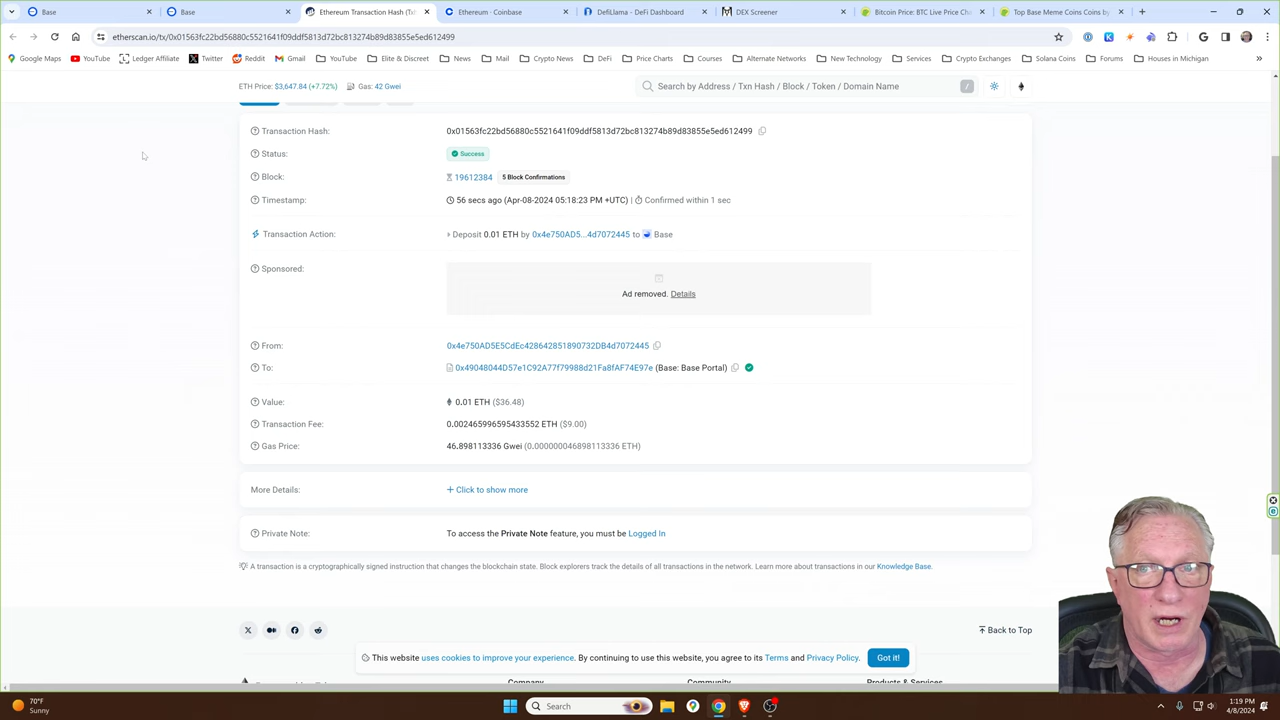 Base
Base
Ethereum Transaction Hash (Txh
Ethereum - Coinbase
DefiLlama - DeFi Dashboard
DEX Screener
Bitcoin Price: BTC Live Price Cha
Top Base Meme Coins Coins by
etherscan.io/tx/0x01563fc22bd56880c5521641f09ddf5813d72bc813274b89d83855e5ed612499
Google Maps
YouTube
Ledger Affiliate
Twitter
Reddit
Gmail
YouTube
Elite & Discreet
News
Mail
Crypto News
DeFi
Price Charts
Courses
Alternate Networks
New Technology
Services
Crypto Exchanges
Solana Coins
Forums
Houses in Michigan
»
ETH Price: $3,647.84 (+7.72%) Gas: 42 Gwei
Search by Address / Txn Hash / Block / Token / Domain Name
/
Transaction Hash: 0x01563fc22bd56880c5521641f09ddf5813d72bc813274b89d83855e5ed612499
Status: Success
Block: 19612384 5 Block Confirmations
Timestamp: 56 secs ago (Apr-08-2024 05:18:23 PM +UTC) | Confirmed within 1 sec
Transaction Action: Deposit 0.01 ETH by 0x4e750AD5...4d7072445 to Base
Sponsored:
Ad removed. Details
From: 0x4e750AD5E5CdEc428642851890732DB4d7072445
To: 0x49048044D57e1C92A77f79988d21Fa8fAF74E97e (Base: Base Portal)
Value: 0.01 ETH ($36.48)
Transaction Fee: 0.002465996595433552 ETH ($9.00)
Gas Price: 46.898113336 Gwei (0.000000046898113336 ETH)
More Details: + Click to show more
Private Note: To access the Private Note feature, you must be Logged In
A transaction is a cryptographically signed instruction that changes the blockchain state. Block explorers track the details of all transactions in the network. Learn more about transactions in our Knowledge Base.
Back to Top
This website uses cookies to improve your experience. By continuing to use this website, you agree to its Terms and Privacy Policy. Got it!
Company
Community
Products & Services
70°F
Sunny
Search
1:19 PM
4/8/2024